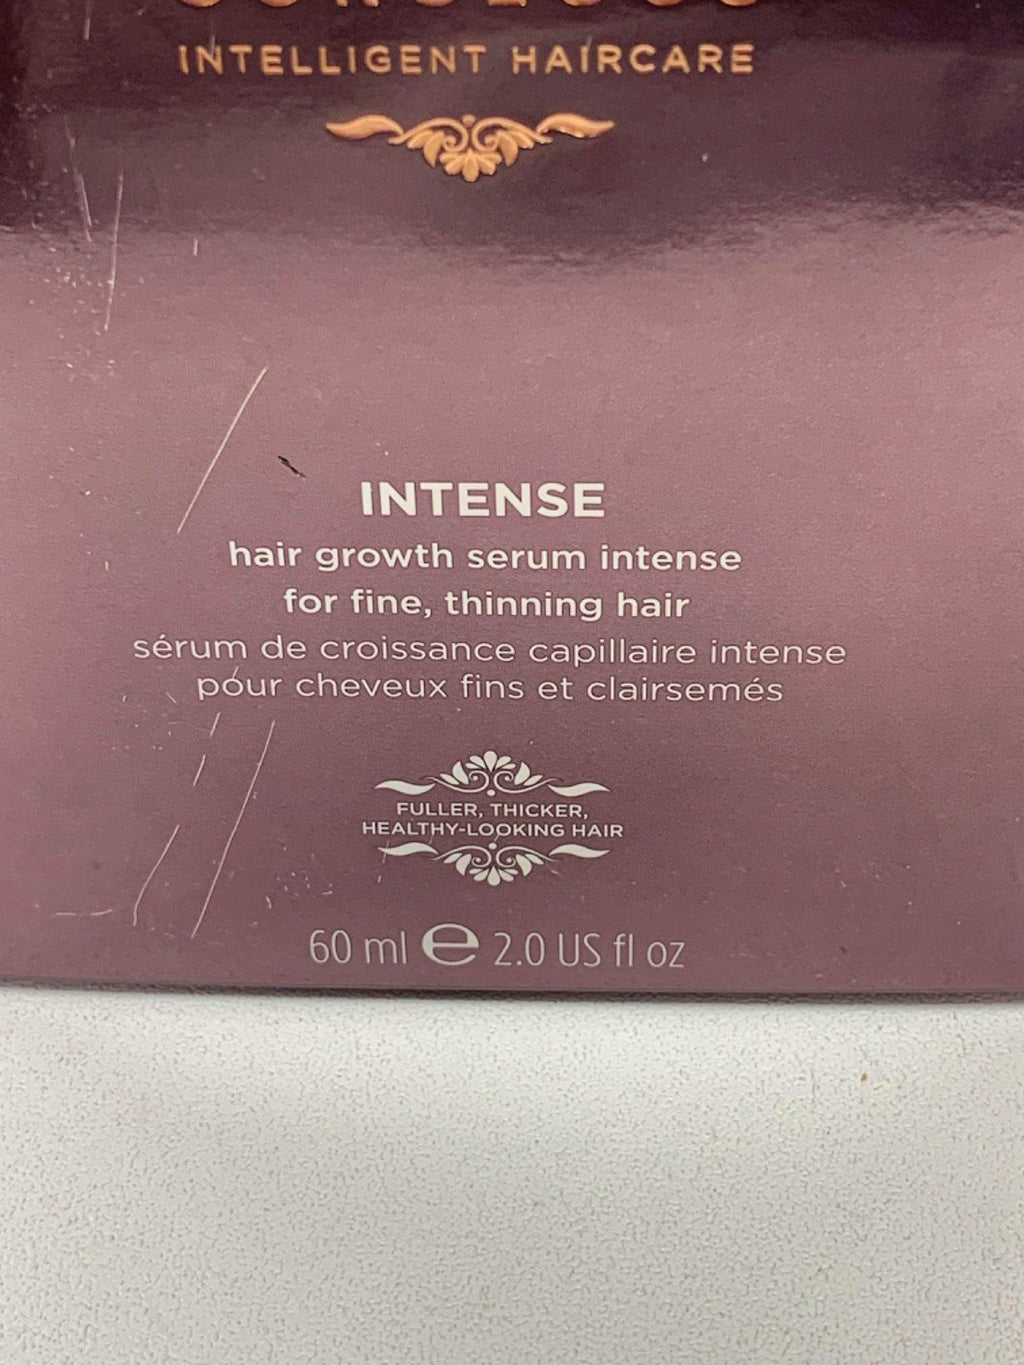 INTELLIGENT HAIRCARE
INTENSE
hair growth serum intense
for fine, thinning hair
sérum de croissance capillaire intense
pour cheveux fins et clairsemés
FULLER, THICKER,
HEALTHY-LOOKING HAIR
60 ml e 2.0 US fl oz